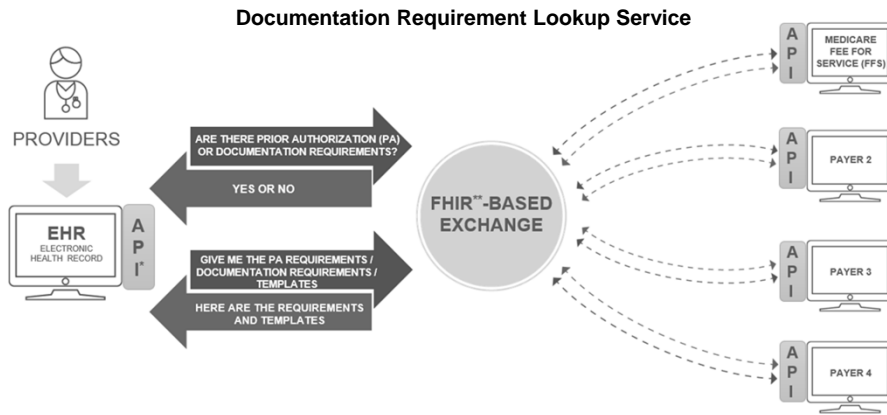 Documentation Requirement Lookup Service
PROVIDERS
EHR
ELECTRONIC
HEALTH RECORD
A
P
I*
ARE THERE PRIOR AUTHORIZATION (PA)
OR DOCUMENTATION REQUIREMENTS?
YES OR NO
GIVE ME THE PA REQUIREMENTS /
DOCUMENTATION REQUIREMENTS /
TEMPLATES
HERE ARE THE REQUIREMENTS
AND TEMPLATES
FHIR**-BASED
EXCHANGE
A
P
I
MEDICARE
FEE FOR
SERVICE (FFS)
A
P
I
PAYER 2
A
P
I
PAYER 3
A
P
I
PAYER 4